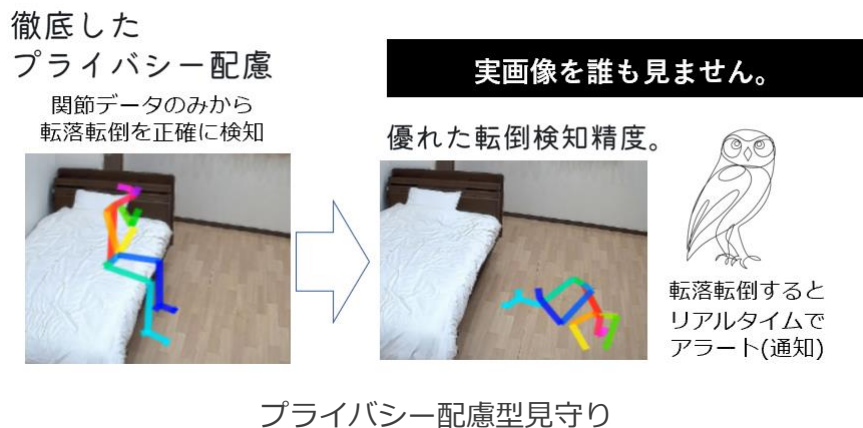 徹底した
プライバシー配慮
関節データのみから
転落転倒を正確に検知
実画像を誰も見ません。
優れた転倒検知精度。
転落転倒すると
リアルタイムで
アラート(通知)
プライバシー配慮型見守り